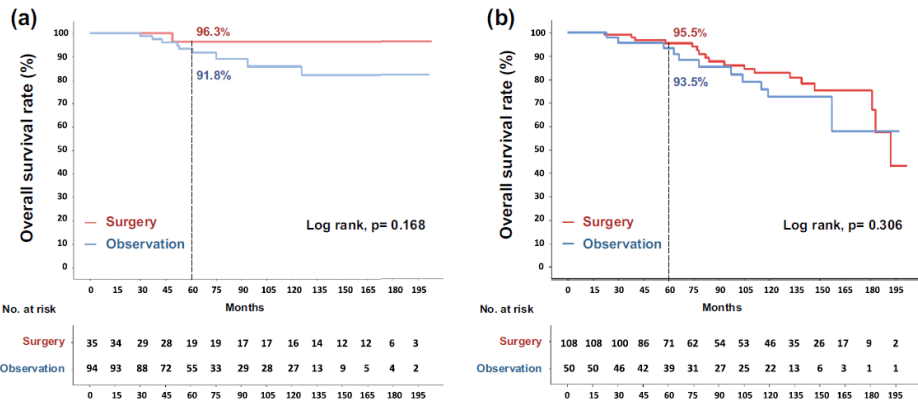 (a)
Overall survival rate (%)
100
90
80
70
60
50
40
30
20
10
0
96.3%
91.8%
Surgery
Observation
Log rank, p= 0.168
0 15 30 45 60 75 90 105 120 135 150 165 180 195
Months
No. at risk
Surgery 35 34 29 28 19 19 17 17 16 14 12 12 6 3
Observation 94 93 88 72 55 33 29 28 27 13 9 5 4 2
0 15 30 45 60 75 90 105 120 135 150 165 180 195
(b)
Overall survival rate (%)
100
90
80
70
60
50
40
30
20
10
0
95.5%
93.5%
Surgery
Observation
Log rank, p= 0.306
0 15 30 45 60 75 90 105 120 135 150 165 180 195
Months
No. at risk
Surgery 108 108 100 86 71 62 54 53 46 35 26 17 9 2
Observation 50 50 46 42 39 31 27 25 22 13 6 3 1 1
0 15 30 45 60 75 90 105 120 135 150 165 180 195